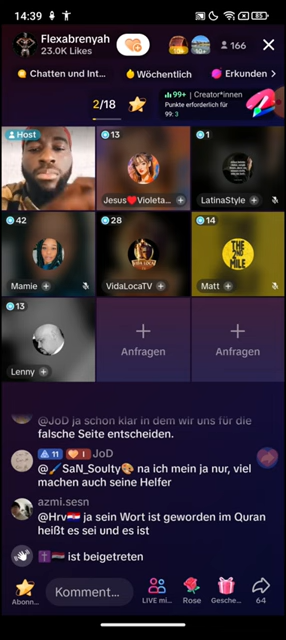 14:39
85
Flexabrenyah
23.0K Likes
166
Chatten und Int...
Wöchentlich
Erkunden
2/18
99+ | Creator*innen
Punkte erforderlich für
99: 3
Host
13
1
Jesus❤️Violeta...
LatinaStyle
42
28
14
THE
2ND
MILE
Mamie
VidaLocaTV
Matt
13
Lenny
Anfragen
Anfragen
@JoD ja schon klar in dem wir uns für die
falsche Seite entscheiden.
11 1 JoD
@🖌️SaN_Soulty🎨 na ich mein ja nur, viel
machen auch seine Helfer
azmi.sesn
@Hrv🇭🇷 ja sein Wort ist geworden im Quran
heißt es sei und es ist
ist beigetreten
Abonn...
Komment...
LIVE mi...
Rose
Gesche...
64